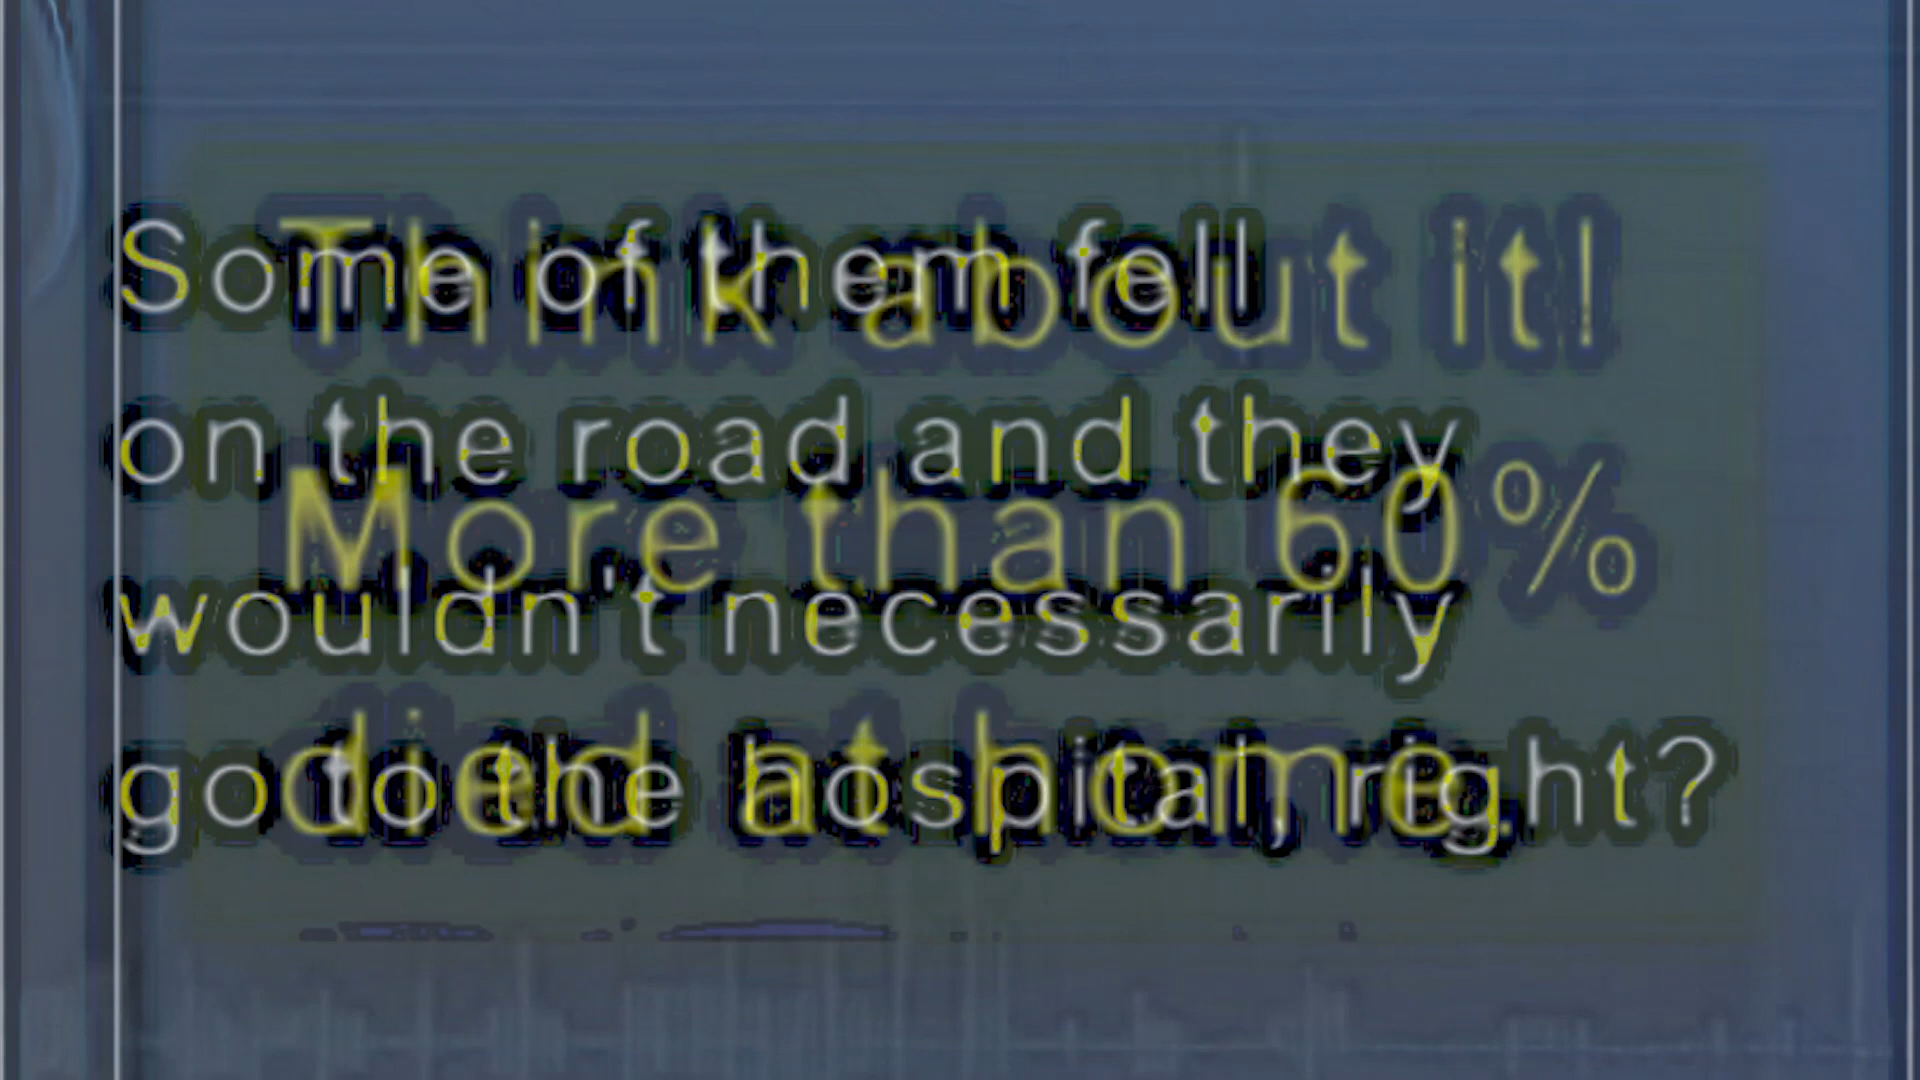 Some of them fell
on the road and they
wouldn't necessarily
go to the hospital, right?
Think about it!
More than 60%
died at home.